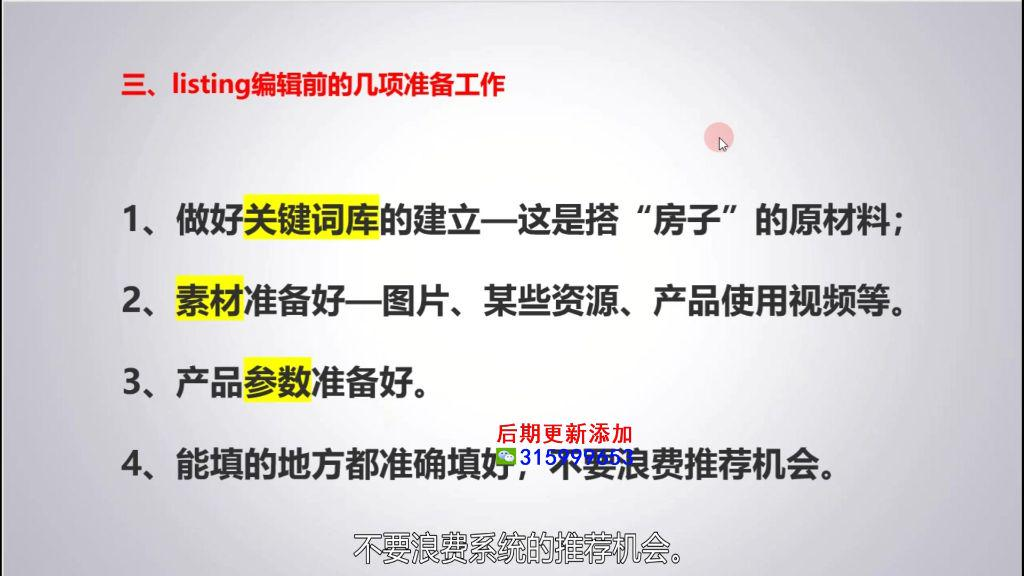 三、listing编辑前的几项准备工作
1、做好关键词库的建立—这是搭“房子”的原材料；
2、素材准备好—图片、某些资源、产品使用视频等。
3、产品参数准备好。
后期更新添加
315999653
4、能填的地方都准确填好，不要浪费推荐机会。
不要浪费系统的推荐机会。